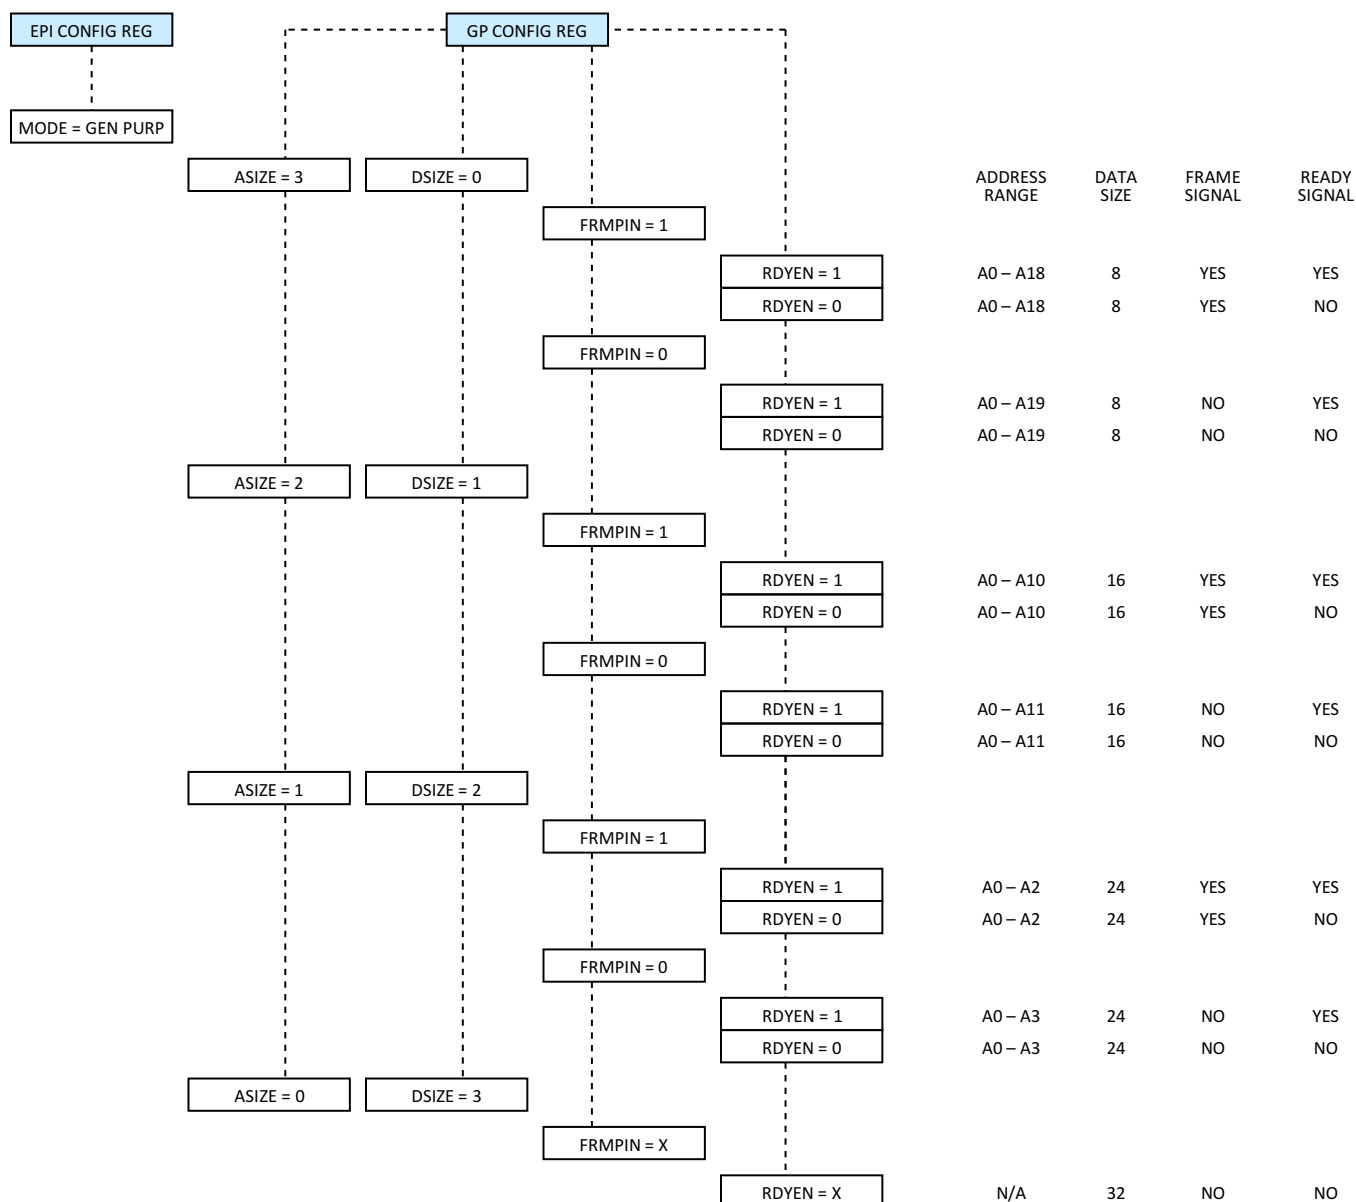 EPI CONFIG REG GP CONFIG REG
MODE = GEN PURP
ASIZE = 3 DSIZE = 0 ADDRESS DATA FRAME READY
RANGE SIZE SIGNAL SIGNAL
FRMPIN = 1
RDYEN = 1 A0 – A18 8 YES YES
RDYEN = 0 A0 – A18 8 YES NO
FRMPIN = 0
RDYEN = 1 A0 – A19 8 NO YES
RDYEN = 0 A0 – A19 8 NO NO
ASIZE = 2 DSIZE = 1
FRMPIN = 1
RDYEN = 1 A0 – A10 16 YES YES
RDYEN = 0 A0 – A10 16 YES NO
FRMPIN = 0
RDYEN = 1 A0 – A11 16 NO YES
RDYEN = 0 A0 – A11 16 NO NO
ASIZE = 1 DSIZE = 2
FRMPIN = 1
RDYEN = 1 A0 – A2 24 YES YES
RDYEN = 0 A0 – A2 24 YES NO
FRMPIN = 0
RDYEN = 1 A0 – A3 24 NO YES
RDYEN = 0 A0 – A3 24 NO NO
ASIZE = 0 DSIZE = 3
FRMPIN = X
RDYEN = X N/A 32 NO NO